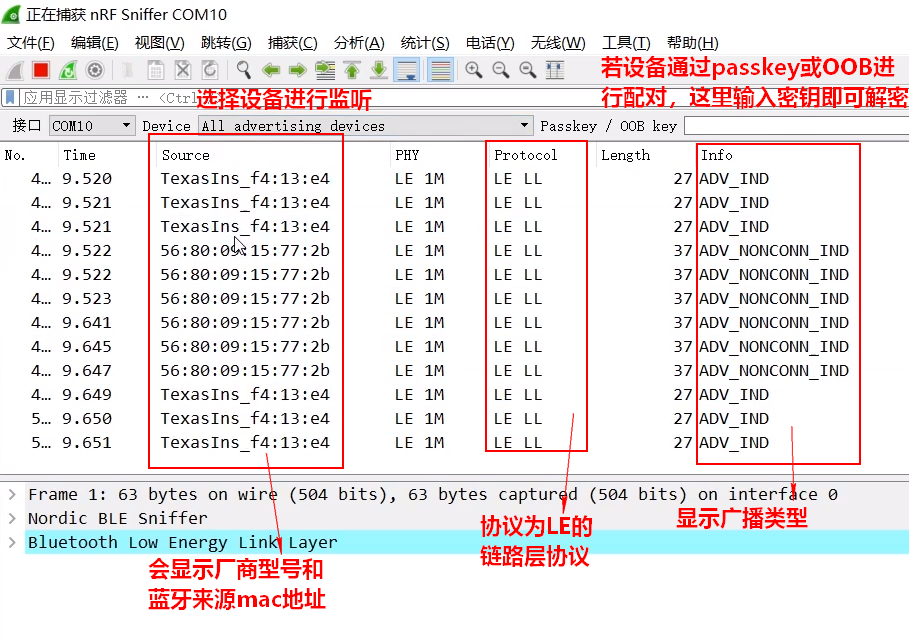 正在捕获 nRF Sniffer COM10
文件(F) 编辑(E) 视图(V) 跳转(G) 捕获(C) 分析(A) 统计(S) 电话(Y) 无线(W) 工具(T) 帮助(H)
若设备通过passkey或OOB进
行配对，这里输入密钥即可解密
应用显示过滤器 … <Ctrl
选择设备进行监听
接口 COM10 Device All advertising devices Passkey / OOB key
No. Time Source PHY Protocol Length Info
4… 9.520 TexasIns_f4:13:e4 LE 1M LE LL 27 ADV_IND
4… 9.521 TexasIns_f4:13:e4 LE 1M LE LL 27 ADV_IND
4… 9.521 TexasIns_f4:13:e4 LE 1M LE LL 27 ADV_IND
4… 9.522 56:80:09:15:77:2b LE 1M LE LL 37 ADV_NONCONN_IND
4… 9.522 56:80:09:15:77:2b LE 1M LE LL 37 ADV_NONCONN_IND
4… 9.523 56:80:09:15:77:2b LE 1M LE LL 37 ADV_NONCONN_IND
4… 9.641 56:80:09:15:77:2b LE 1M LE LL 37 ADV_NONCONN_IND
4… 9.645 56:80:09:15:77:2b LE 1M LE LL 37 ADV_NONCONN_IND
4… 9.647 56:80:09:15:77:2b LE 1M LE LL 37 ADV_NONCONN_IND
4… 9.649 TexasIns_f4:13:e4 LE 1M LE LL 27 ADV_IND
5… 9.650 TexasIns_f4:13:e4 LE 1M LE LL 27 ADV_IND
5… 9.651 TexasIns_f4:13:e4 LE 1M LE LL 27 ADV_IND
Frame 1: 63 bytes on wire (504 bits), 63 bytes captured (504 bits) on interface 0
Nordic BLE Sniffer
Bluetooth Low Energy Link Layer
显示广播类型
协议为LE的
链路层协议
会显示厂商型号和
蓝牙来源mac地址